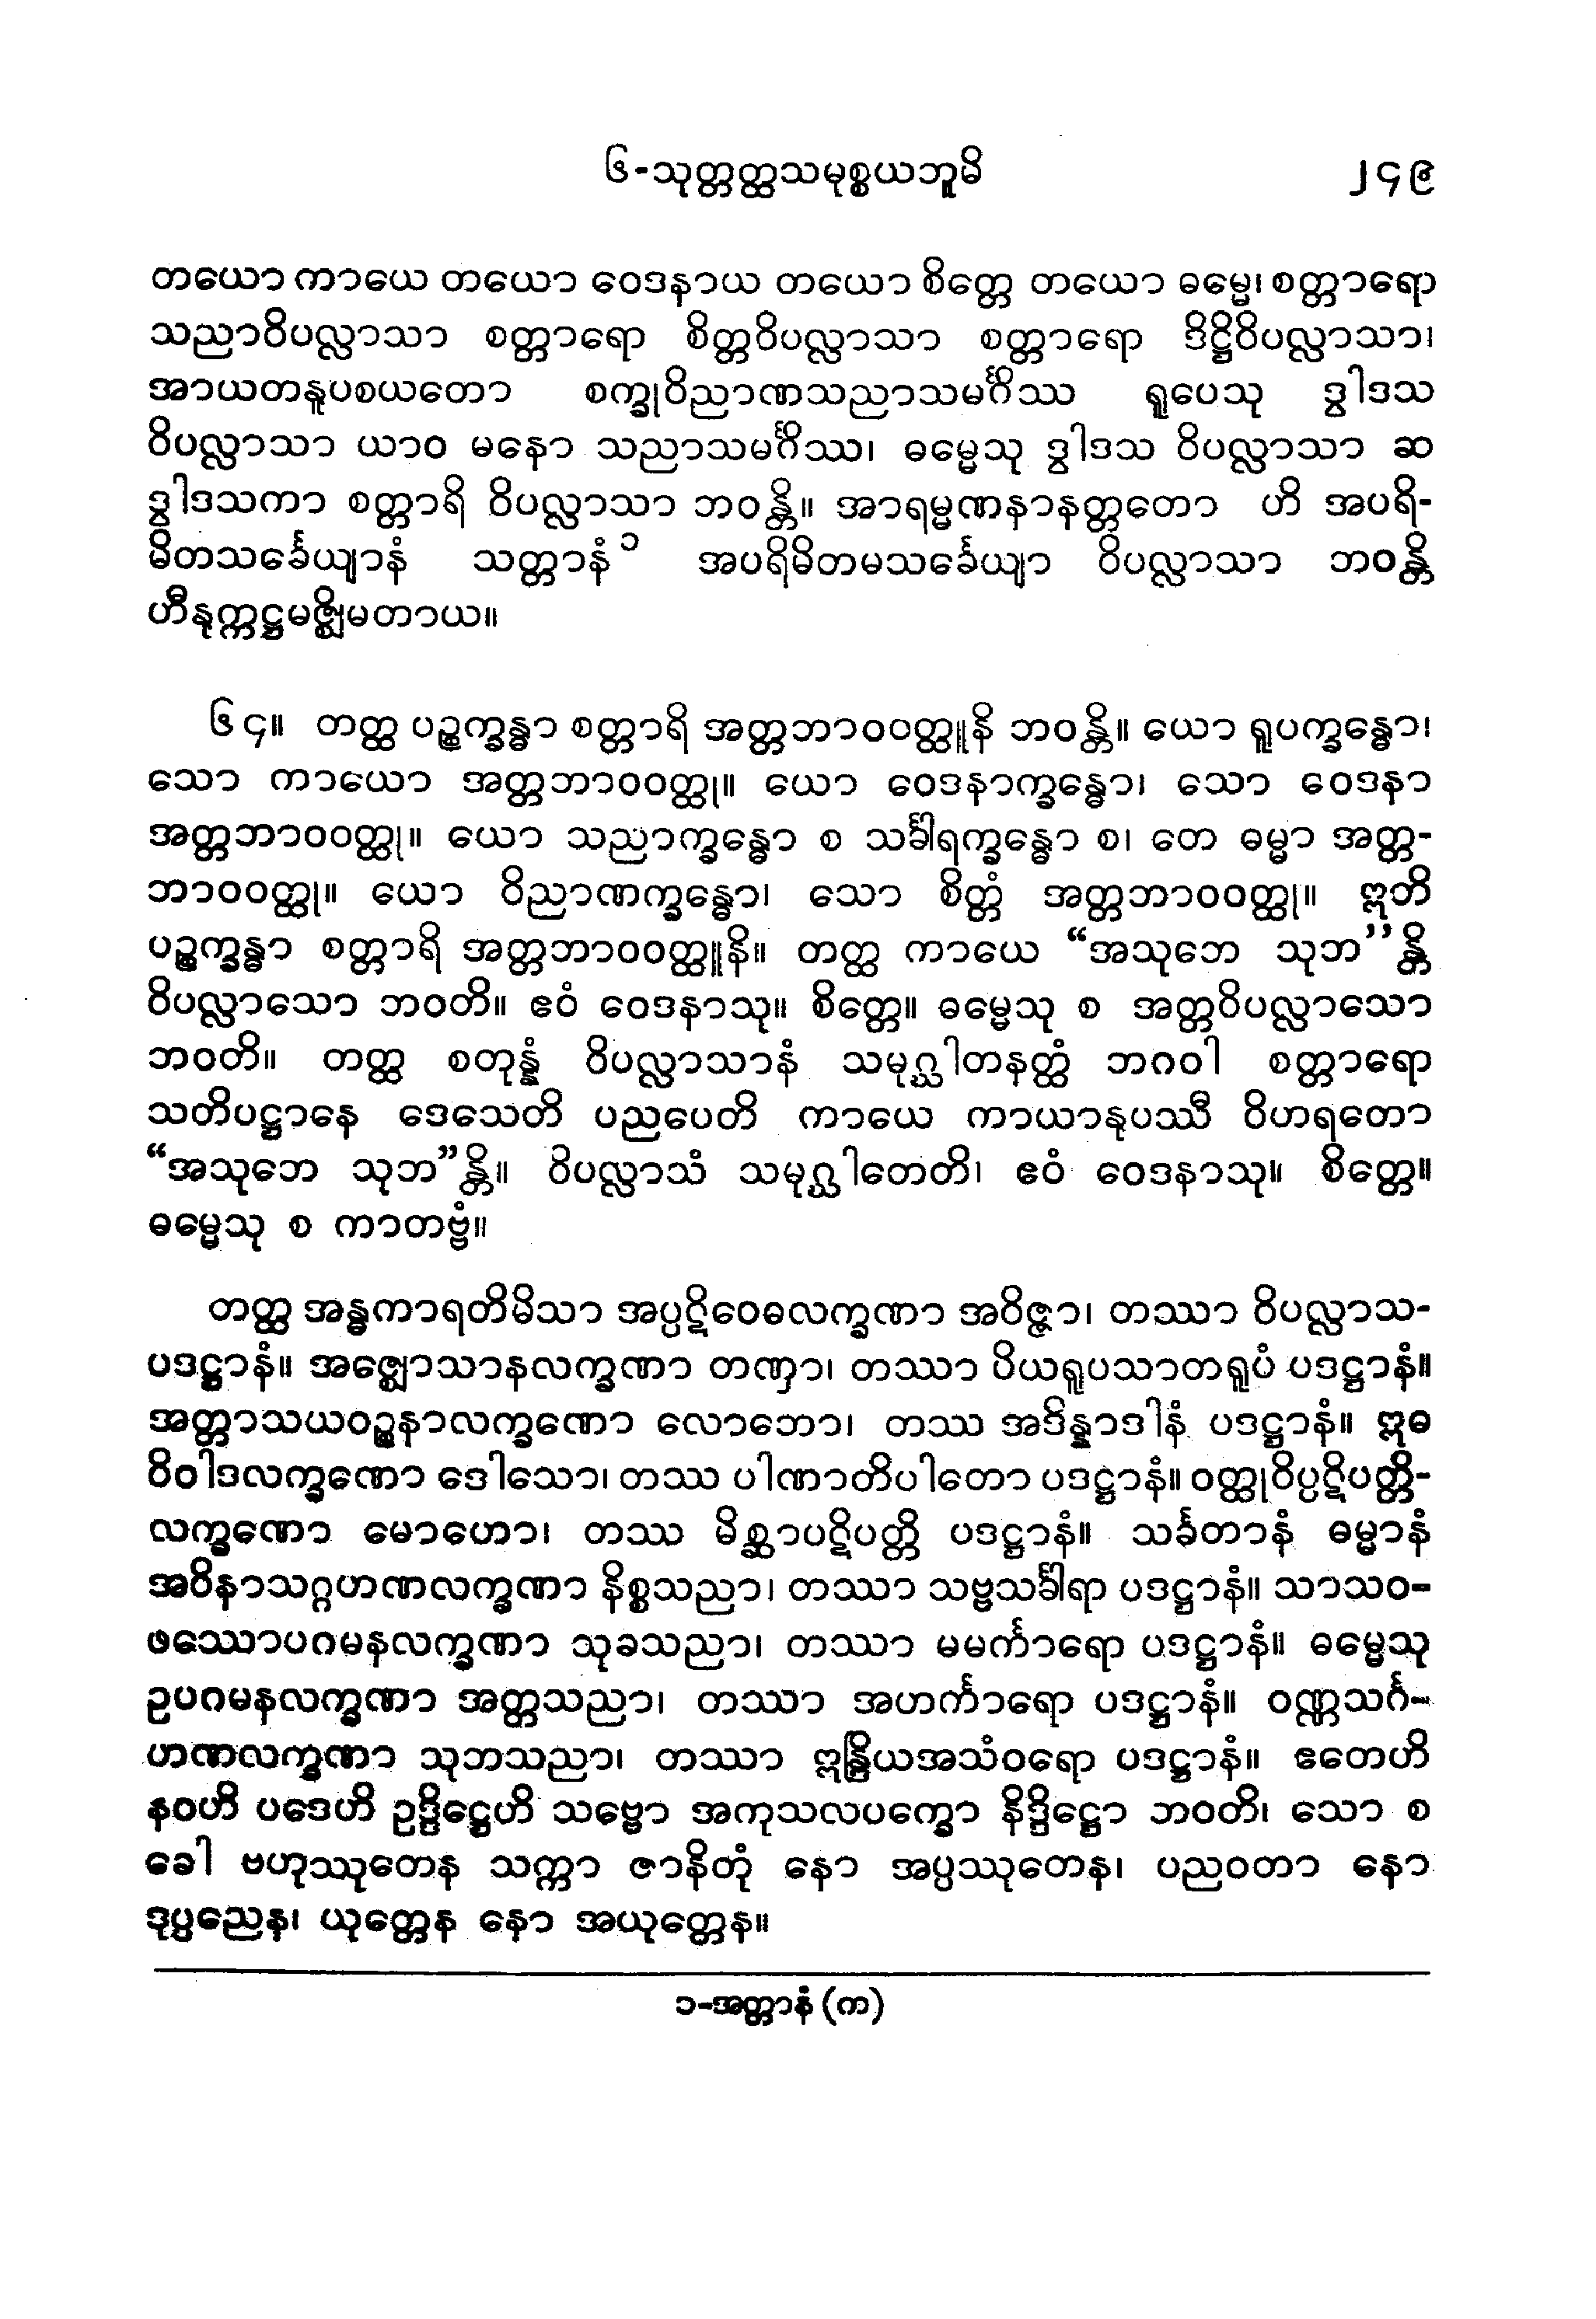 ၆-သုတ္တတ္ထသမုစ္စယဘူမိ ၂၄၉
တယော ကာယေ တယော ဝေဒနာယ တယော စိတ္တေ တယော ဓမ္မေ၊ စတ္တာရော
သညာဝိပလ္လာသာ စတ္တာရော စိတ္တဝိပလ္လာသာ စတ္တာရော ဒိဋ္ဌိဝိပလ္လာသာ၊
အာယတနူပစယတော စက္ခုဝိညာဏသညာသမင်္ဂိဿ ရူပေသု ဒွါဒသ
ဝိပလ္လာသာ ယာဝ မနော သညာသမင်္ဂိဿ၊ ဓမ္မေသု ဒွါဒသ ဝိပလ္လာသာ ဆ
ဒွါဒသကာ စတ္တာရိ ဝိပလ္လာသာ ဘဝန္တိ။ အာရမ္မဏနာနတ္တတော ဟိ အပရိ-
မိတသင်္ခေယျာနံ သတ္တာနံ၁ အပရိမိတမသင်္ခေယျာ ဝိပလ္လာသာ ဘဝန္တိ
ဟီနုက္ကဋ္ဌမဇ္ဈိမတာယ။
၆၄။ တတ္ထ ပဉ္စက္ခန္ဓာ စတ္တာရိ အတ္တဘာဝဝတ္ထူနိ ဘဝန္တိ။ ယော ရူပက္ခန္ဓော၊
သော ကာယော အတ္တဘာဝဝတ္ထု။ ယော ဝေဒနာက္ခန္ဓော၊ သော ဝေဒနာ
အတ္တဘာဝဝတ္ထု။ ယော သညာက္ခန္ဓော စ သင်္ခါရက္ခန္ဓော စ၊ တေ ဓမ္မာ အတ္တ-
ဘာဝဝတ္ထု။ ယော ဝိညာဏက္ခန္ဓော၊ သော စိတ္တံ အတ္တဘာဝဝတ္ထု။ ဣတိ
ပဉ္စက္ခန္ဓာ စတ္တာရိ အတ္တဘာဝဝတ္ထူနိ။ တတ္ထ ကာယေ “အသုဘေ သုဘ’’န္တိ
ဝိပလ္လာသော ဘဝတိ။ ဧဝံ ဝေဒနာသု။ စိတ္တေ။ ဓမ္မေသု စ အတ္တဝိပလ္လာသော
ဘဝတိ။ တတ္ထ စတုန္နံ ဝိပလ္လာသာနံ သမုဂ္ဃါတနတ္ထံ ဘဂဝါ စတ္တာရော
သတိပဋ္ဌာနေ ဒေသေတိ ပညပေတိ ကာယေ ကာယာနုပဿီ ဝိဟရတော
“အသုဘေ သုဘ”န္တိ။ ဝိပလ္လာသံ သမုဂ္ဃါတေတိ၊ ဧဝံ ဝေဒနာသု။ စိတ္တေ။
ဓမ္မေသု စ ကာတဗ္ဗံ။
တတ္ထ အန္ဓကာရတိမိသာ အပ္ပဋိဝေဓလက္ခဏာ အဝိဇ္ဇာ၊ တဿာ ဝိပလ္လာသ-
ပဒဋ္ဌာနံ။ အဇ္ဈောသာနလက္ခဏာ တဏှာ၊ တဿာ ပိယရူပသာတရူပံ ပဒဋ္ဌာနံ။
အတ္တာသယဝဉ္စနာလက္ခဏော လောဘော၊ တဿ အဒိန္နာဒါနံ ပဒဋ္ဌာနံ။ ဣဓ
ဝိဝါဒလက္ခဏော ဒေါသော၊ တဿ ပါဏာတိပါတော ပဒဋ္ဌာနံ။ ဝတ္ထုဝိပ္ပဋိပတ္တိ-
လက္ခဏော မောဟော၊ တဿ မိစ္ဆာပဋိပတ္တိ ပဒဋ္ဌာနံ။ သင်္ခတာနံ ဓမ္မာနံ
အဝိနာသဂ္ဂဟဏလက္ခဏာ နိစ္စသညာ၊ တဿာ သဗ္ဗသင်္ခါရာ ပဒဋ္ဌာနံ။ သာသဝ-
ဖဿောပဂမနလက္ခဏာ သုခသညာ၊ တဿာ မမင်္ကာရော ပဒဋ္ဌာနံ။ ဓမ္မေသု
ဥပဂမနလက္ခဏာ အတ္တသညာ၊ တဿာ အဟင်္ကာရော ပဒဋ္ဌာနံ။ ဝဏ္ဏသင်္ဂ-
ဟဏလက္ခဏာ သုဘသညာ၊ တဿာ ဣန္ဒြိယအသံဝရော ပဒဋ္ဌာနံ။ ဧတေဟိ
နဝဟိ ပဒေဟိ ဥဒ္ဒိဋ္ဌေဟိ သဗ္ဗော အကုသလပက္ခော နိဒ္ဒိဋ္ဌော ဘဝတိ၊ သော စ
ခေါ ဗဟုဿုတေန သက္ကာ ဇာနိတုံ နော အပ္ပဿုတေန၊ ပညဝတာ နော
ဒုပ္ပညေန၊ ယုတ္တေန နော အယုတ္တေန။
၁-အတ္တာနံ (က)